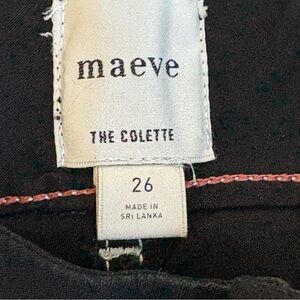 maeve
THE COLETTE
26
MADE IN
SRI LANKA